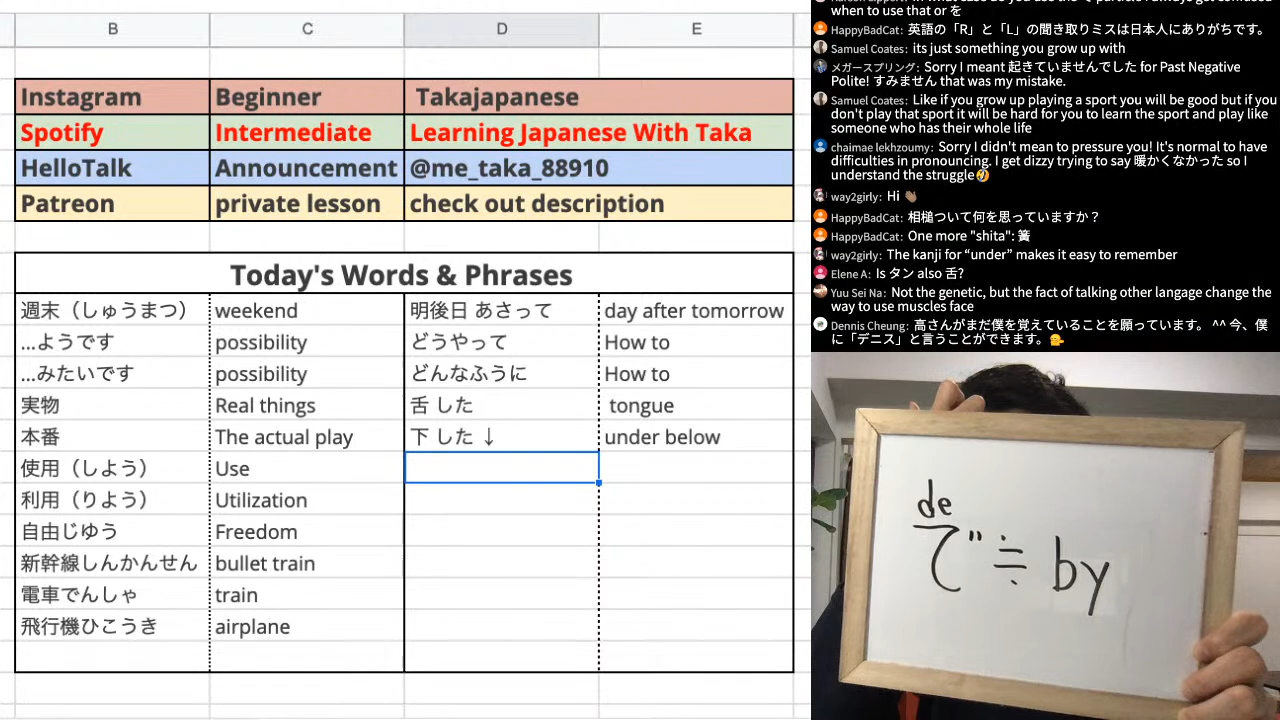 B C D E
Instagram Beginner Takajapanese
Spotify Intermediate Learning Japanese With Taka
HelloTalk Announcement @me_taka_88910
Patreon private lesson check out description
Today's Words & Phrases
週末（しゅうまつ） weekend 明後日 あさって day after tomorrow
...ようです possibility どうやって How to
...みたいです possibility どんなふうに How to
実物 Real things 舌 した tongue
本番 The actual play 下 した ↓ under below
使用（しよう） Use
利用（りよう） Utilization
自由じゆう Freedom
新幹線しんかんせん bullet train
電車でんしゃ train
飛行機ひこうき airplane
when to use that or を
HappyBadCat: 英語の「R」と「L」の聞き取りミスは日本人にありがちです。
Samuel Coates: its just something you grow up with
メガースプリング: Sorry I meant 起きていませんでした for Past Negative
Polite! すみません that was my mistake.
Samuel Coates: Like if you grow up playing a sport you will be good but if you
don't play that sport it will be hard for you to learn the sport and play like
someone who has their whole life
chaimae lekhzoumy: Sorry I didn't mean to pressure you! It's normal to have
difficulties in pronouncing. I get dizzy trying to say 暖かくなかった so I
understand the struggle🤣
way2girly: Hi 👋🏽
HappyBadCat: 相槌ついて何を思っていますか？
HappyBadCat: One more "shita": 簧
way2girly: The kanji for “under” makes it easy to remember
Elene A: Is タン also 舌?
Yuu Sei Na: Not the genetic, but the fact of talking other langage change the
way to use muscles face
Dennis Cheung: 高さんがまだ僕を覚えていることを願っています。 ^^ 今、僕
に「デニス」と言うことができます。
de
で ≒ by